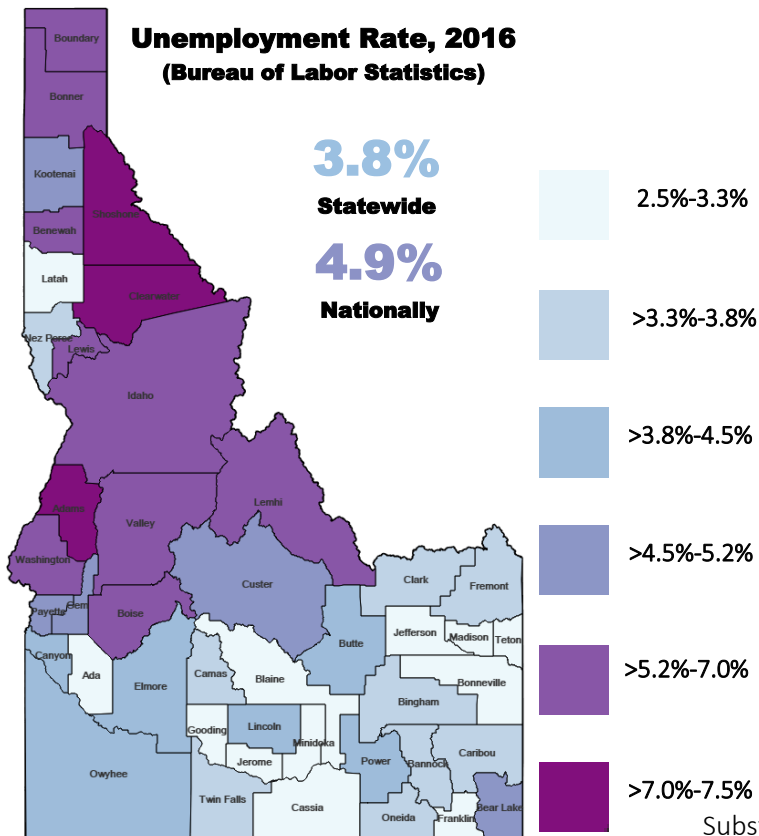 Unemployment Rate, 2016
(Bureau of Labor Statistics)
3.8%
Statewide
4.9%
Nationally
2.5%-3.3%
>3.3%-3.8%
>3.8%-4.5%
>4.5%-5.2%
>5.2%-7.0%
>7.0%-7.5%
Boundary
Bonner
Kootenai
Shoshone
Benewah
Latah
Clearwater
Nez Perce
Lewis
Idaho
Lemhi
Adams
Valley
Washington
Custer
Clark
Fremont
Payette
Gem
Boise
Jefferson
Madison
Teton
Butte
Canyon
Ada
Elmore
Camas
Blaine
Bonneville
Bingham
Gooding
Lincoln
Minidoka
Jerome
Power
Bannock
Caribou
Owyhee
Twin Falls
Cassia
Oneida
Franklin
Bear Lake
Subs